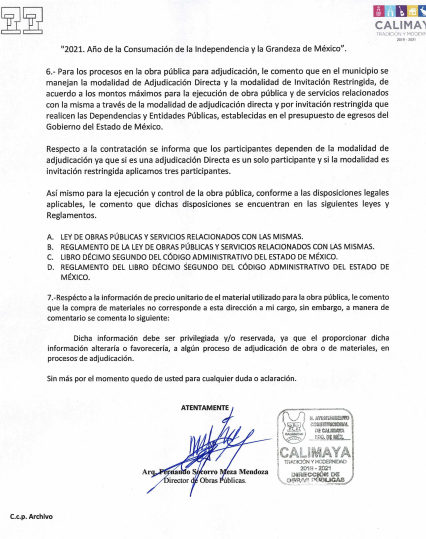 CALIMAYA
TRADICIÓN Y MODERNIDAD
2019 - 2021
"2021. Año de la Consumación de la Independencia y la Grandeza de México".
6.- Para los procesos en la obra pública para adjudicación, le comento que en el municipio se
manejan la modalidad de Adjudicación Directa y la modalidad de Invitación Restringida, de
acuerdo a los montos máximos para la ejecución de obra pública y de servicios relacionados
con la misma a través de la modalidad de adjudicación directa y por invitación restringida que
realicen las Dependencias y Entidades Públicas, establecidas en el presupuesto de egresos del
Gobierno del Estado de México.
Respecto a la contratación se informa que los participantes dependen de la modalidad de
adjudicación ya que si es una adjudicación Directa es un solo participante y si la modalidad es
invitación restringida aplicamos tres participantes.
Así mismo para la ejecución y control de la obra pública, conforme a las disposiciones legales
aplicables, le comento que dichas disposiciones se encuentran en las siguientes leyes y
Reglamentos.
A. LEY DE OBRAS PÚBLICAS Y SERVICIOS RELACIONADOS CON LAS MISMAS.
B. REGLAMENTO DE LA LEY DE OBRAS PÚBLICAS Y SERVICIOS RELACIONADOS CON LAS MISMAS.
C. LIBRO DÉCIMO SEGUNDO DEL CÓDIGO ADMINISTRATIVO DEL ESTADO DE MÉXICO.
D. REGLAMENTO DEL LIBRO DÉCIMO SEGUNDO DEL CÓDIGO ADMINISTRATIVO DEL ESTADO DE
MÉXICO.
7.-Respécto a la información de precio unitario del material utilizado para la obra pública, le comento
que la compra de materiales no corresponde a esta dirección a mi cargo, sin embargo, a manera de
comentario se comenta lo siguiente:
Dicha información debe ser privilegiada y/o reservada, ya que el proporcionar dicha
información alteraría o favorecería, a algún proceso de adjudicación de obra o de materiales, en
procesos de adjudicación.
Sin más por el momento quedo de usted para cualquier duda o aclaración.
ATENTAMENTE
Arq. Fernando Socorro Meza Mendoza
Director de Obras Públicas.
H. AYUNTAMIENTO
CONSTITUCIONAL
DE CALIMAYA
EDO. DE MÉX.
CALIMAYA
TRADICIÓN Y MODERNIDAD
2019 - 2021
DIRECCIÓN DE
OBRAS PÚBLICAS
C.c.p. Archivo